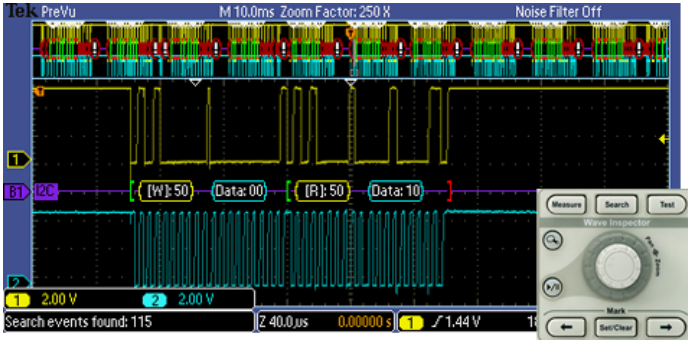 Tek PreVu M 10.0ms Zoom Factor: 250 X Noise Filter Off
1
B1 I2C [W]: 50 Data: 00 [R]: 50 Data: 10
2
1 2.00 V 2 2.00 V
Search events found: 115 Z 40.0µs 0.00000 s 1 1.44 V
Measure Search Test
Wave Inspector
Pan Zoom
Mark
← Set/Clear →